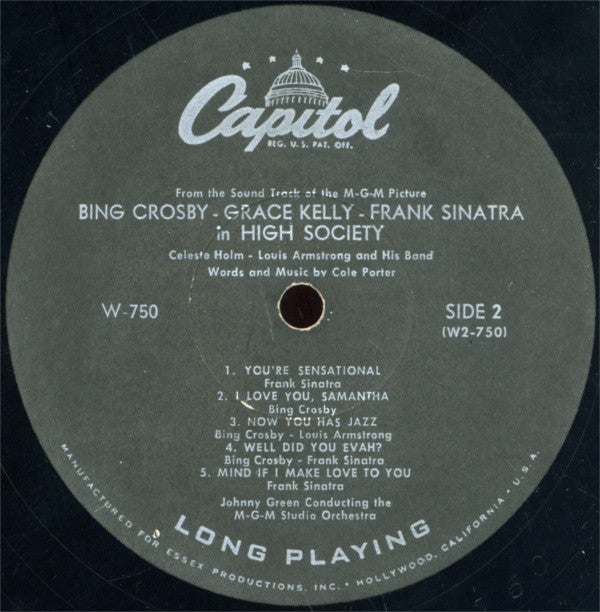 Capitol
REG. U.S. PAT. OFF.
From the Sound Track of the M-G-M Picture
BING CROSBY - GRACE KELLY - FRANK SINATRA
in HIGH SOCIETY
Celeste Holm - Louis Armstrong and His Band
Words and Music by Cole Porter
W-750
SIDE 2
(W2-750)
1. YOU'RE SENSATIONAL
Frank Sinatra
2. I LOVE YOU, SAMANTHA
Bing Crosby
3. NOW YOU HAS JAZZ
Bing Crosby - Louis Armstrong
4. WELL DID YOU EVAH?
Bing Crosby - Frank Sinatra
5. MIND IF I MAKE LOVE TO YOU
Frank Sinatra
Johnny Green Conducting the
M-G-M Studio Orchestra
LONG PLAYING
MANUFACTURED FOR ESSEX PRODUCTIONS, INC. • HOLLYWOOD, CALIFORNIA • U.S.A.